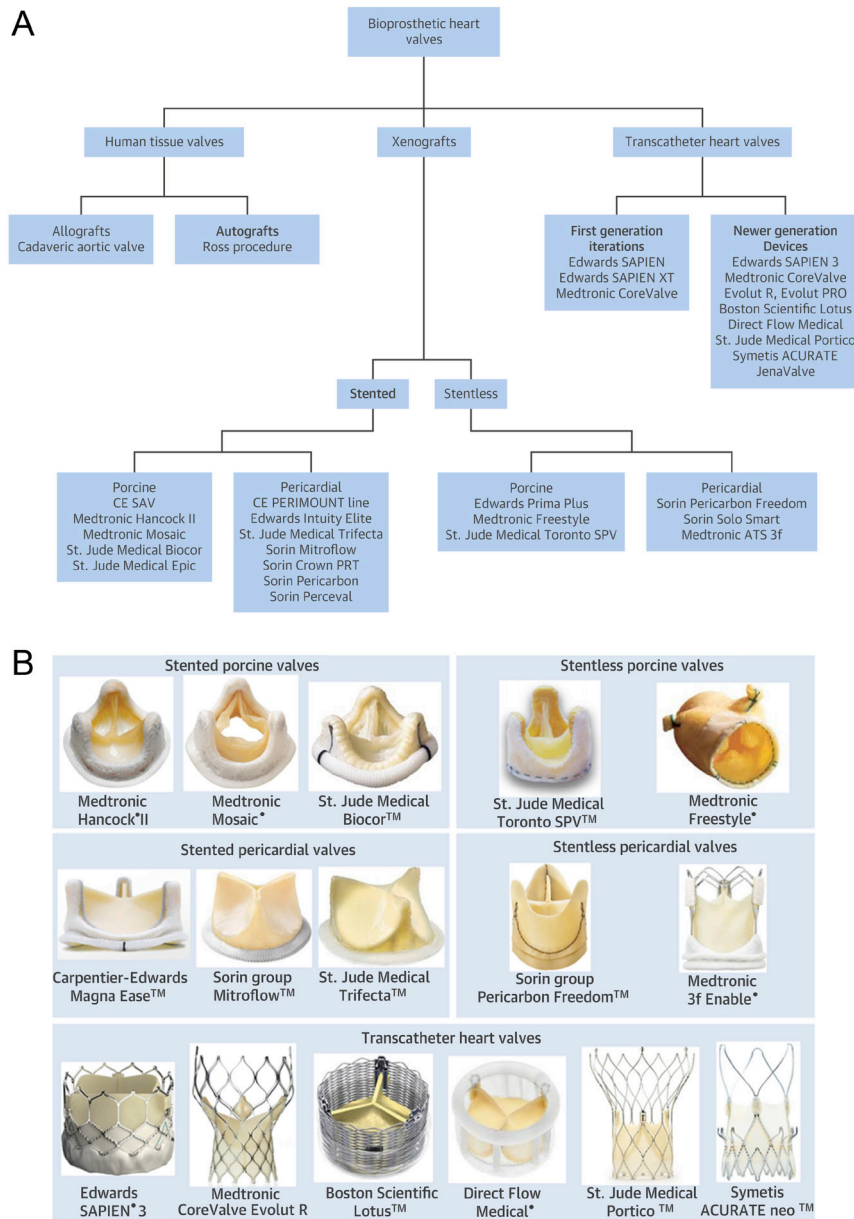 A
Bioprosthetic heart
valves
Human tissue valves
Xenografts
Transcatheter heart valves
Allografts
Cadaveric aortic valve
Autografts
Ross procedure
First generation
iterations
Edwards SAPIEN
Edwards SAPIEN XT
Medtronic CoreValve
Newer generation
Devices
Edwards SAPIEN 3
Medtronic CoreValve
Evolut R, Evolut PRO
Boston Scientific Lotus
Direct Flow Medical
St. Jude Medical Portico
Symetis ACURATE
JenaValve
Stented
Stentless
Porcine
CE SAV
Medtronic Hancock II
Medtronic Mosaic
St. Jude Medical Biocor
St. Jude Medical Epic
Pericardial
CE PERIMOUNT line
Edwards Intuity Elite
St. Jude Medical Trifecta
Sorin Mitroflow
Sorin Crown PRT
Sorin Pericarbon
Sorin Perceval
Porcine
Edwards Prima Plus
Medtronic Freestyle
St. Jude Medical Toronto SPV
Pericardial
Sorin Pericarbon Freedom
Sorin Solo Smart
Medtronic ATS 3f
B
Stented porcine valves
Medtronic
Hancock®II
Medtronic
Mosaic®
St. Jude Medical
Biocor™
Stentless porcine valves
St. Jude Medical
Toronto SPV™
Medtronic
Freestyle®
Stented pericardial valves
Carpentier-Edwards
Magna Ease™
Sorin group
Mitroflow™
St. Jude Medical
Trifecta™
Stentless pericardial valves
Sorin group
Pericarbon Freedom™
Medtronic
3f Enable®
Transcatheter heart valves
Edwards
SAPIEN®3
Medtronic
CoreValve Evolut R
Boston Scientific
Lotus™
Direct Flow
Medical®
St. Jude Medical
Portico ™
Symetis
ACURATE neo ™